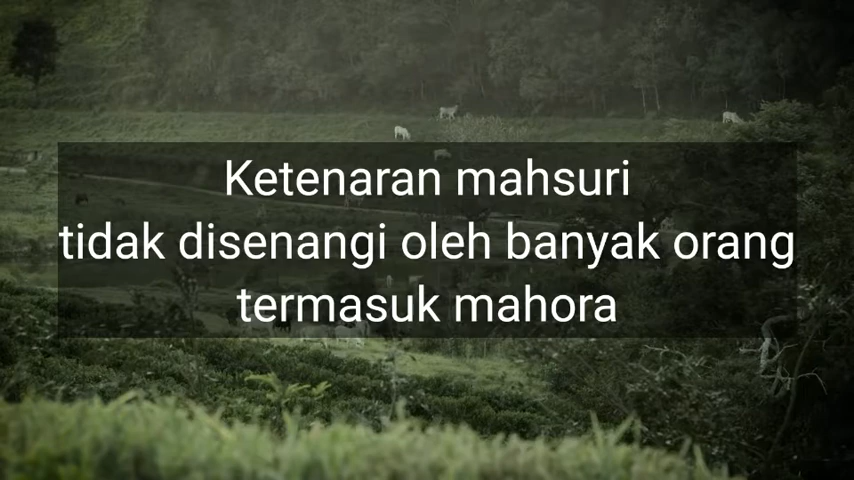 Ketenaran mahsuri
tidak disenangi oleh banyak orang
termasuk mahora